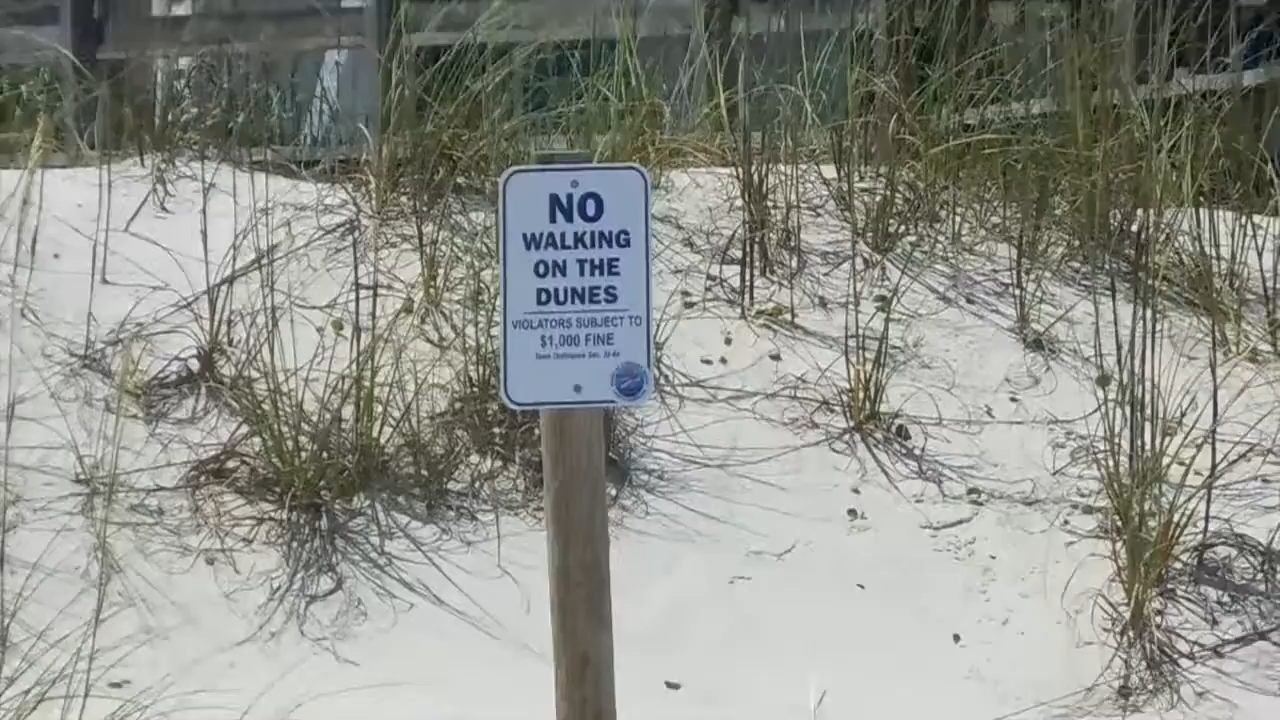 NO
WALKING
ON THE
DUNES
VIOLATORS SUBJECT TO
$1,000 FINE